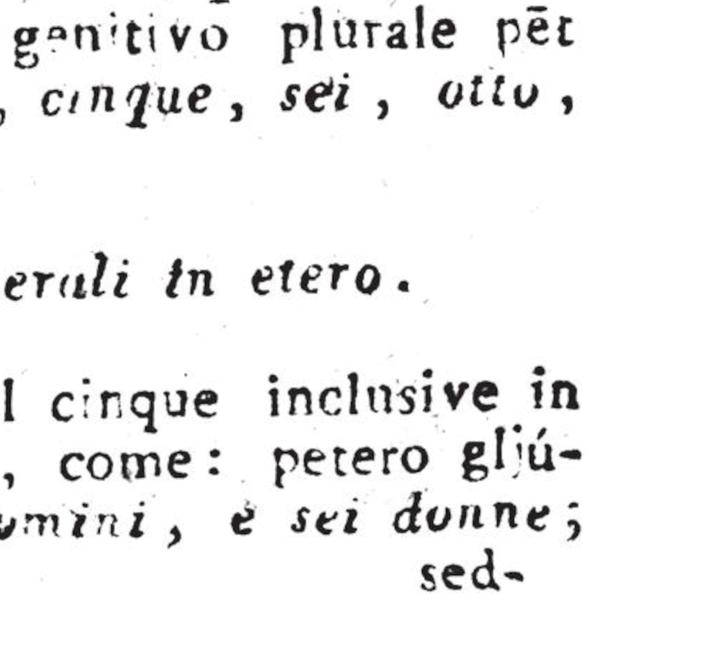 genitivo plurale pēt
, cinque, sei, otto,
erali in etero.
l cinque inclusive in
, come: petero gljú-
omini, e sei donne;
sed-